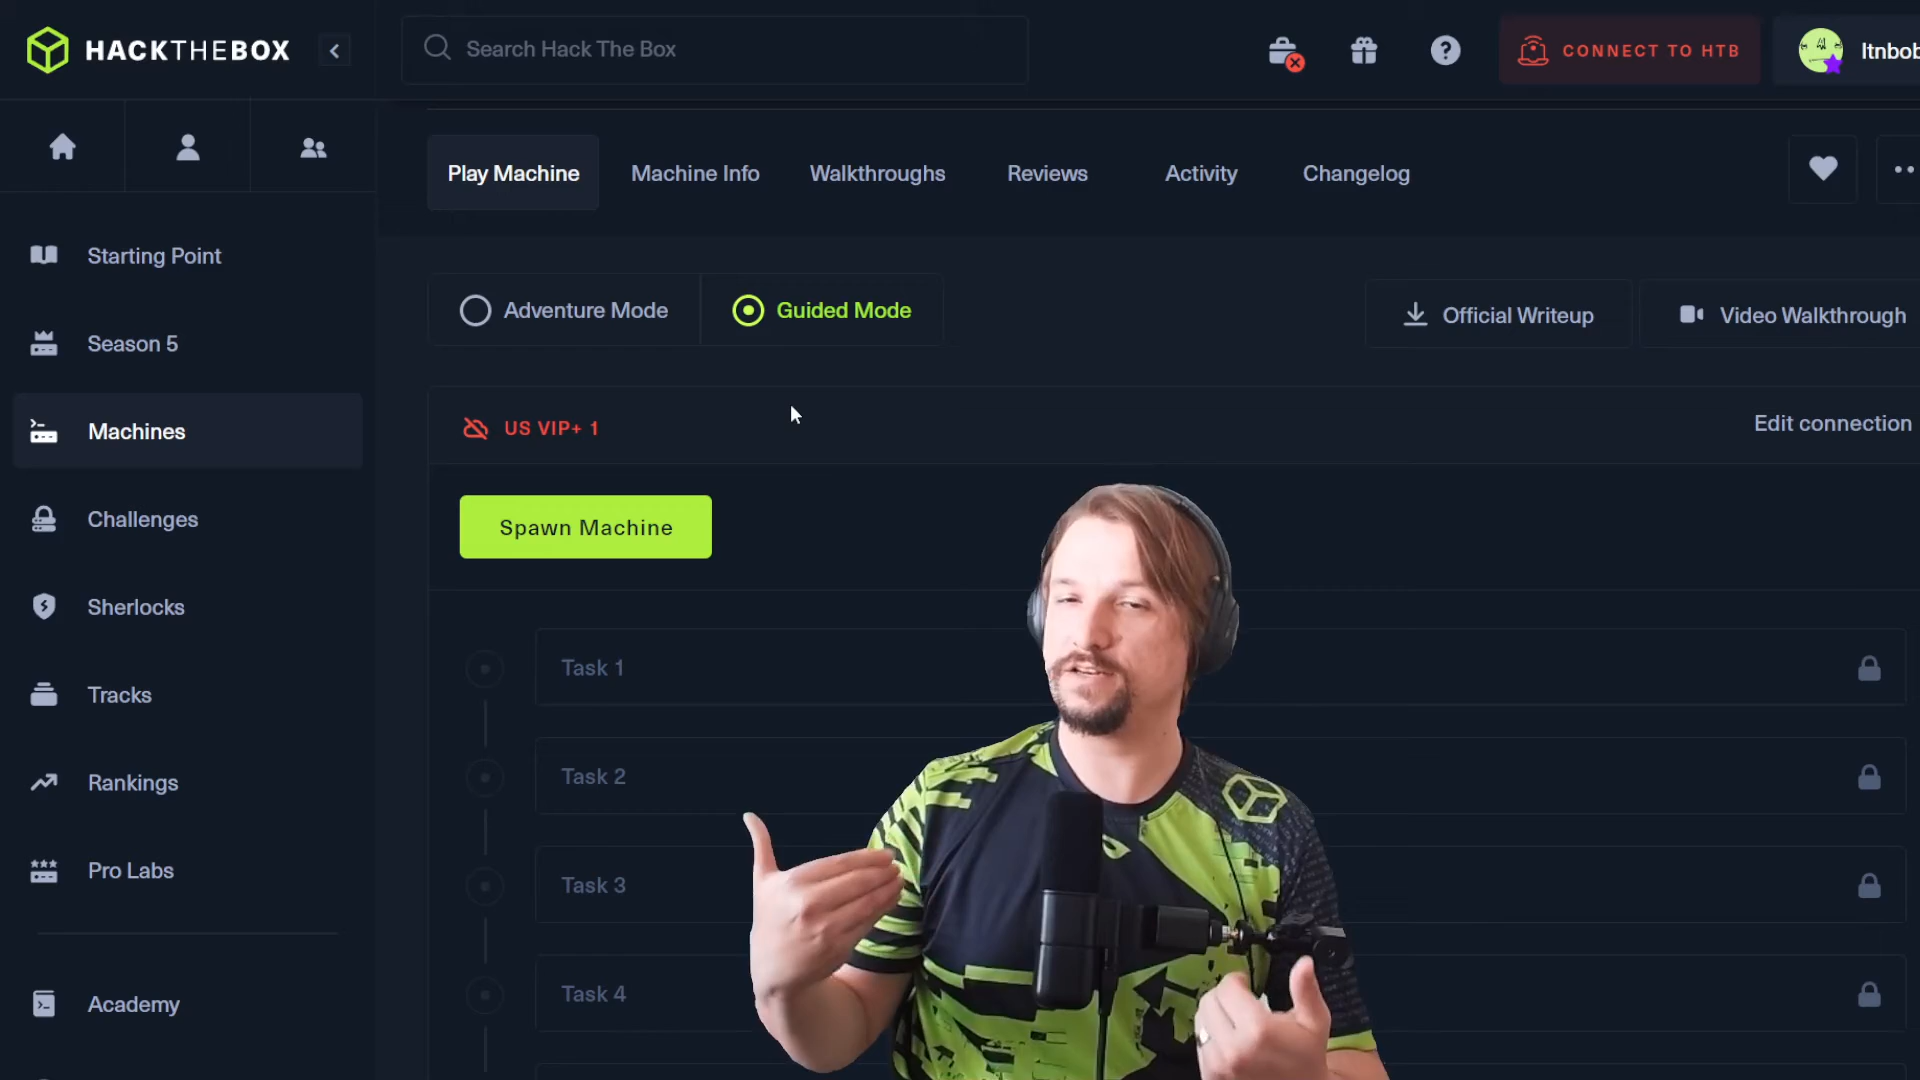 HACKTHEBOX
Search Hack The Box
CONNECT TO HTB
Itnbob
Play Machine
Machine Info
Walkthroughs
Reviews
Activity
Changelog
Starting Point
Season 5
Machines
Challenges
Sherlocks
Tracks
Rankings
Pro Labs
Academy
Adventure Mode
Guided Mode
Official Writeup
Video Walkthrough
US VIP+ 1
Edit connection
Spawn Machine
Task 1
Task 2
Task 3
Task 4